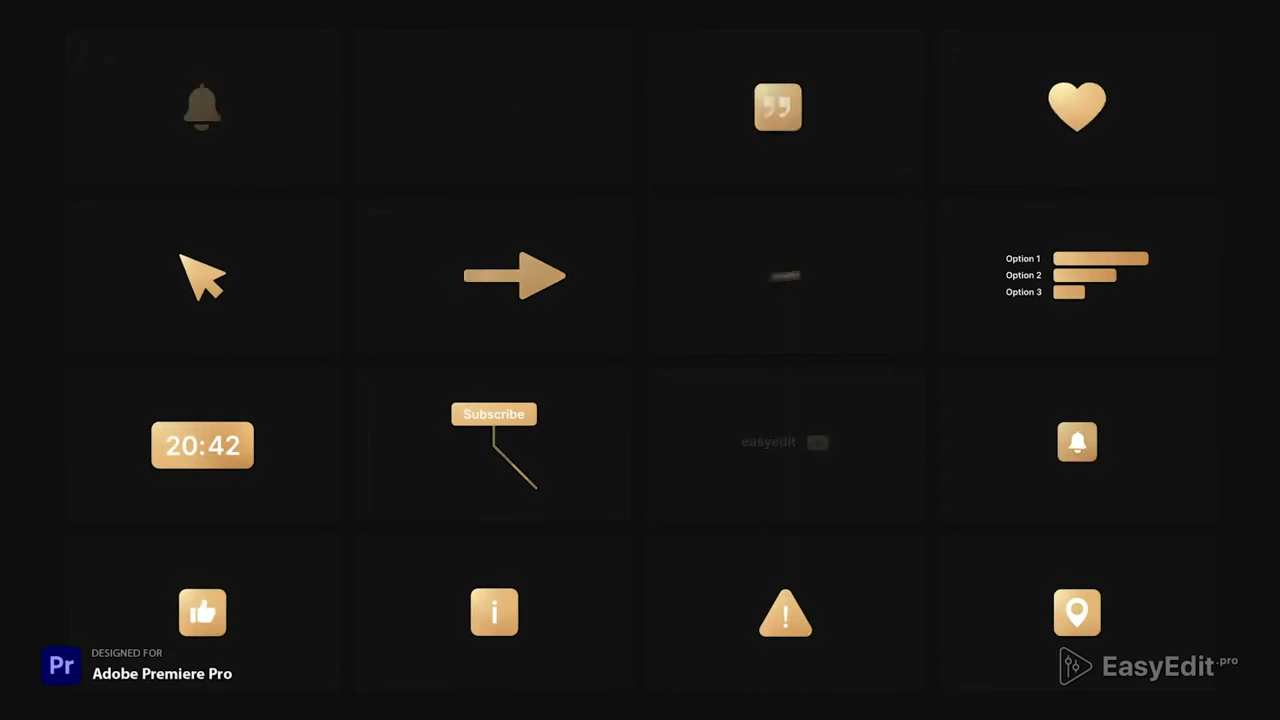 Option 1
Option 2
Option 3
20:42
Subscribe
easyedit
i
!
Pr
DESIGNED FOR
Adobe Premiere Pro
EasyEdit.pro